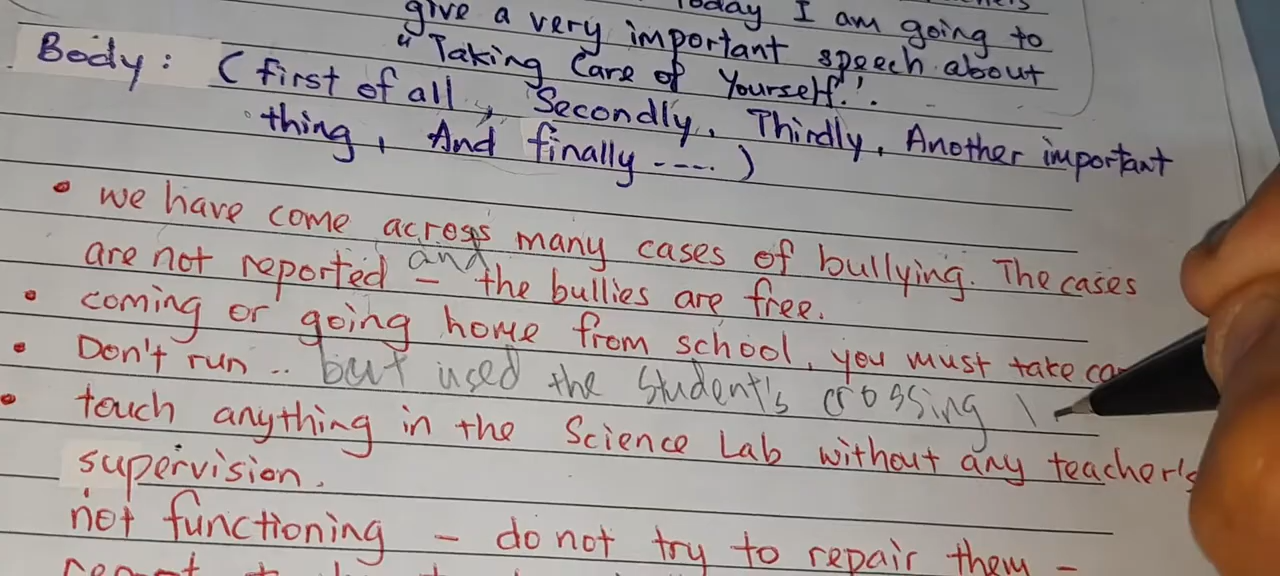 Today I am going to
give a very important speech about
"Taking Care of Yourself!'.
Body: (first of all, Secondly, Thirdly, Another important
thing, And finally ----)
• we have come across many cases of bullying. The cases
are not reported - and the bullies are free.
• coming or going home from school, you must take
• Don't run .. but used the student's crossing
• touch anything in the Science Lab without any teacher's
supervision.
not functioning - do not try to repair them -